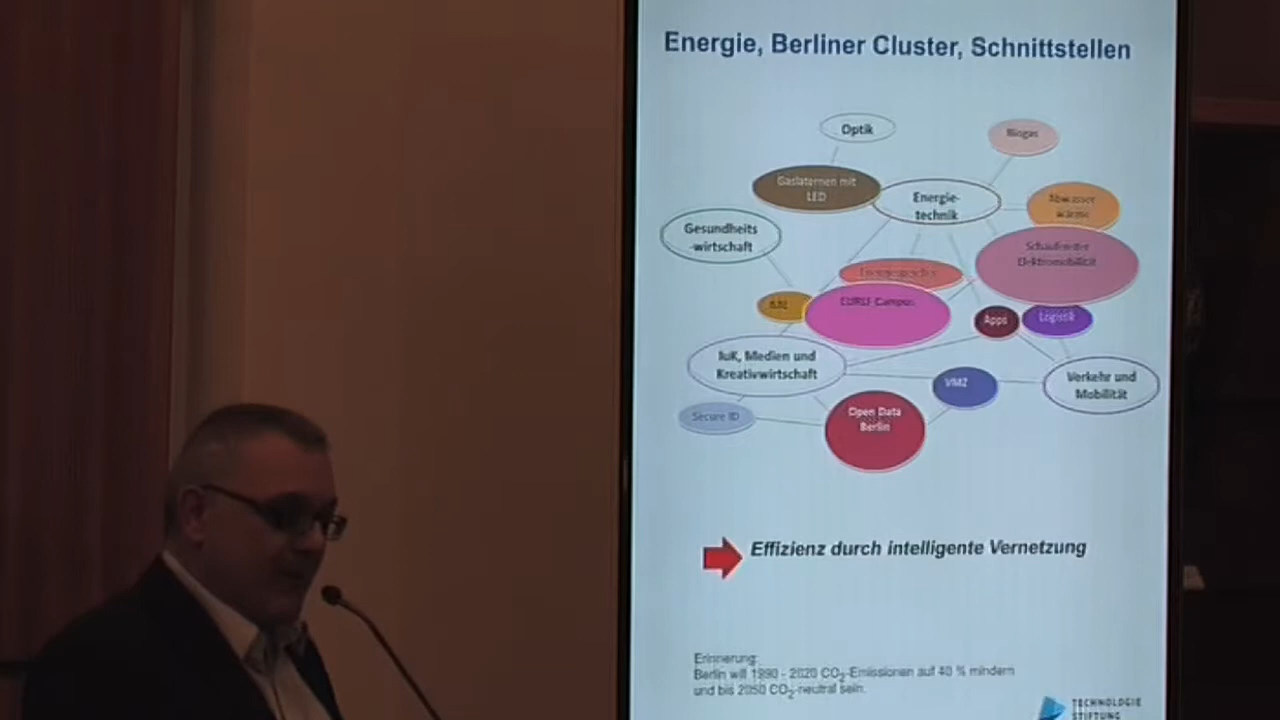 Energie, Berliner Cluster, Schnittstellen
Optik
Biogas
Gaslaternen mit
LED
Energie-
technik
Abwasser
wärme
Gesundheits
-wirtschaft
Schaufenster
Elektromobilität
Energiespeicher
EUREF Campus
Apps
Logistik
IuK, Medien und
Kreativwirtschaft
VMZ
Verkehr und
Mobilität
Secure ID
Open Data
Berlin
Effizienz durch intelligente Vernetzung
Erinnerung:
Berlin will 1990 - 2020 CO2-Emissionen auf 40 % mindern
und bis 2050 CO2-neutral sein.
TECHNOLOGIE
STIFTUNG